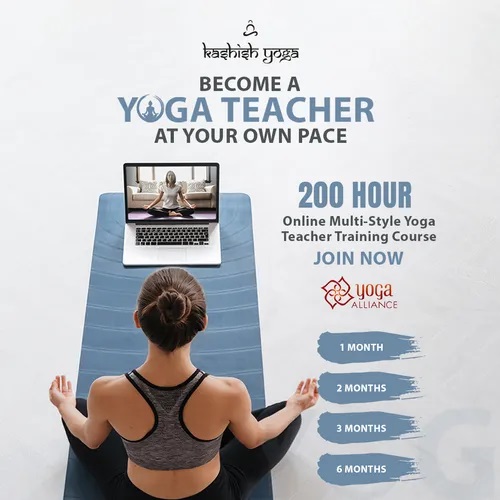 kashish yoga
BECOME A
YOGA TEACHER
AT YOUR OWN PACE
200 HOUR
Online Multi-Style Yoga
Teacher Training Course
JOIN NOW
yoga
ALLIANCE
1 MONTH
2 MONTHS
3 MONTHS
6 MONTHS
G